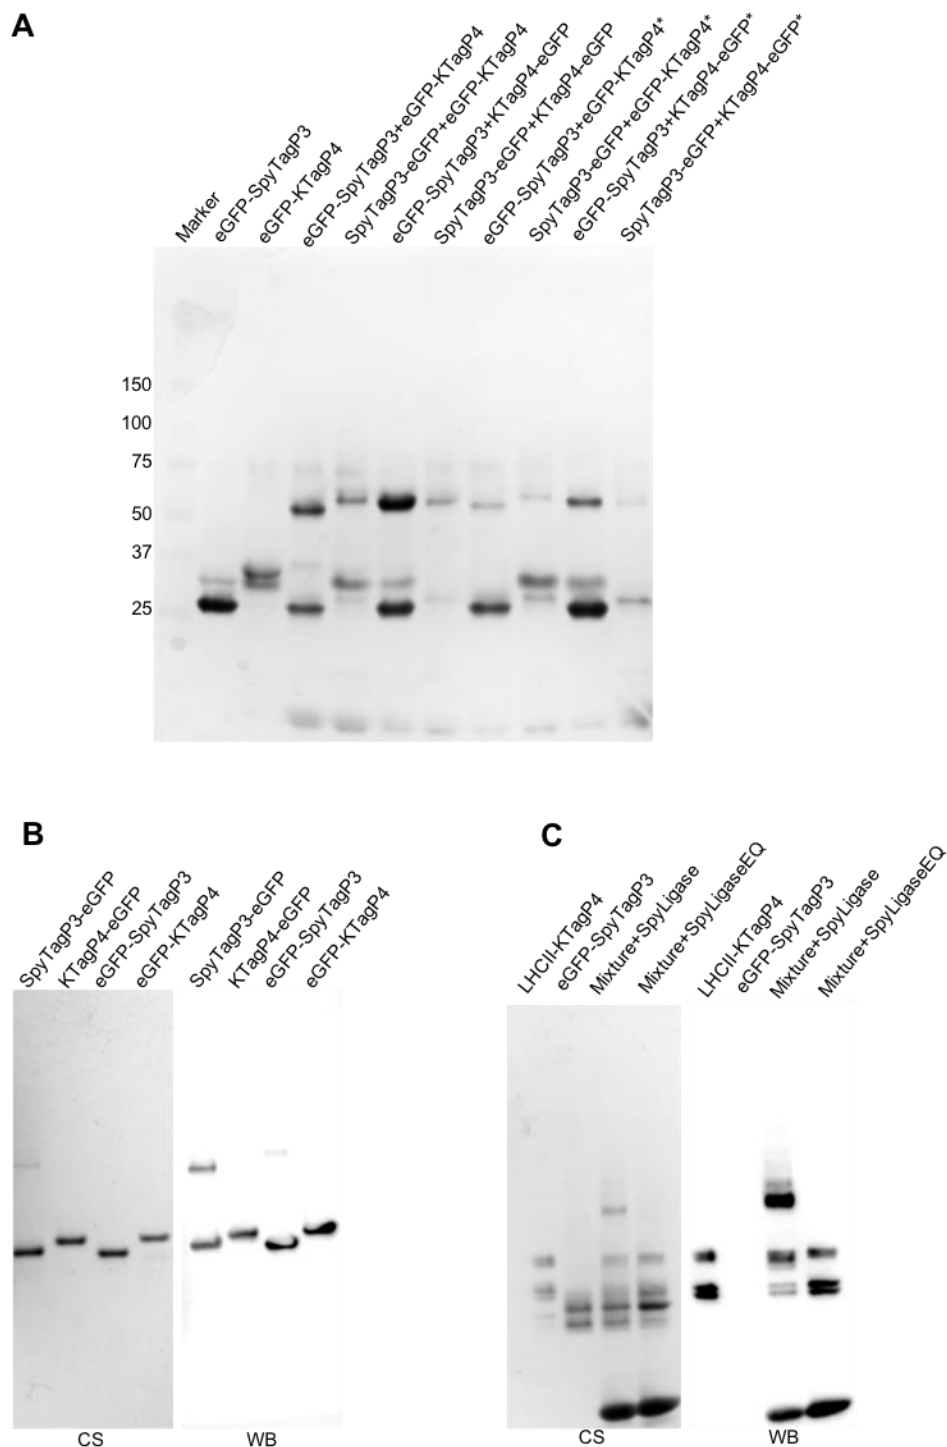 A
Marker
eGFP-SpyTagP3
eGFP-KTagP4
eGFP-SpyTagP3+eGFP-KTagP4
SpyTagP3-eGFP+eGFP-KTagP4
eGFP-SpyTagP3+KTagP4-eGFP
SpyTagP3-eGFP+KTagP4-eGFP
eGFP-SpyTagP3+eGFP-KTagP4*
SpyTagP3-eGFP+eGFP-KTagP4*
eGFP-SpyTagP3+KTagP4-eGFP*
SpyTagP3-eGFP+KTagP4-eGFP*
150
100
75
50
37
25
B
SpyTagP3-eGFP
KTagP4-eGFP
eGFP-SpyTagP3
eGFP-KTagP4
SpyTagP3-eGFP
KTagP4-eGFP
eGFP-SpyTagP3
eGFP-KTagP4
CS
WB
C
LHCII-KTagP4
eGFP-SpyTagP3
Mixture+SpyLigase
Mixture+SpyLigaseEQ
LHCII-KTagP4
eGFP-SpyTagP3
Mixture+SpyLigase
Mixture+SpyLigaseEQ
CS
WB